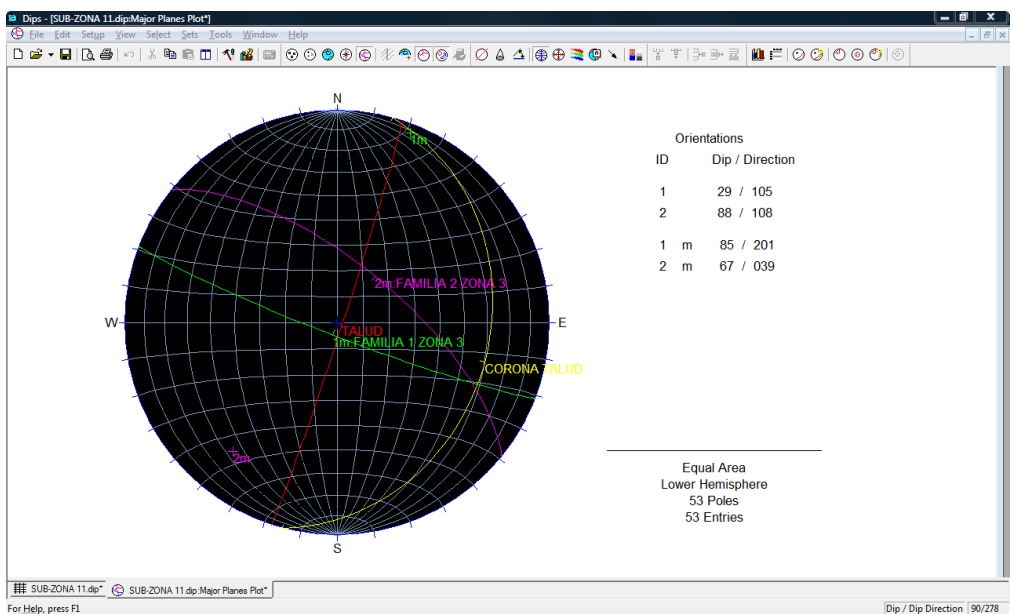 Dips - [SUB-ZONA 11.dip:Major Planes Plot*]
File Edit Setup View Select Sets Tools Window Help
N
1m
Orientations
ID Dip / Direction
1 29 / 105
2 88 / 108
1 m 85 / 201
2 m 67 / 039
2m:FAMILIA 2 ZONA 3
W
E
TALUD
1m:FAMILIA 1 ZONA 3
CORONA TALUD
2m
Equal Area
Lower Hemisphere
53 Poles
53 Entries
S
SUB-ZONA 11.dip* SUB-ZONA 11.dip:Major Planes Plot*
For Help, press F1 Dip / Dip Direction 90/278